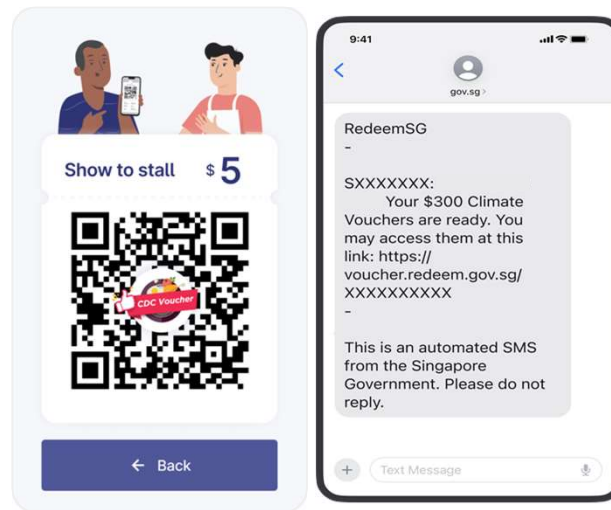 Show to stall $5
CDC Voucher
← Back
9:41
gov.sg >
RedeemSG
-
SXXXXXXX:
Your $300 Climate
Vouchers are ready. You
may access them at this
link: https://
voucher.redeem.gov.sg/
XXXXXXXXXX
-
This is an automated SMS
from the Singapore
Government. Please do not
reply.
+ Text Message